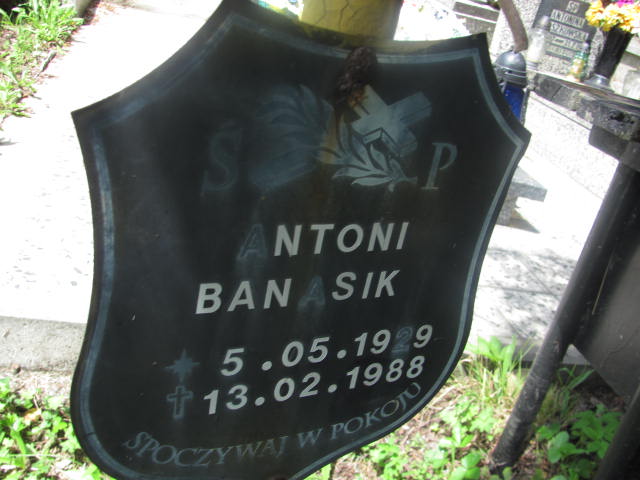 Ś P
ANTONI
BANASIK
5.05.1929
13.02.1988
SPOCZYWAJ W POKOJU